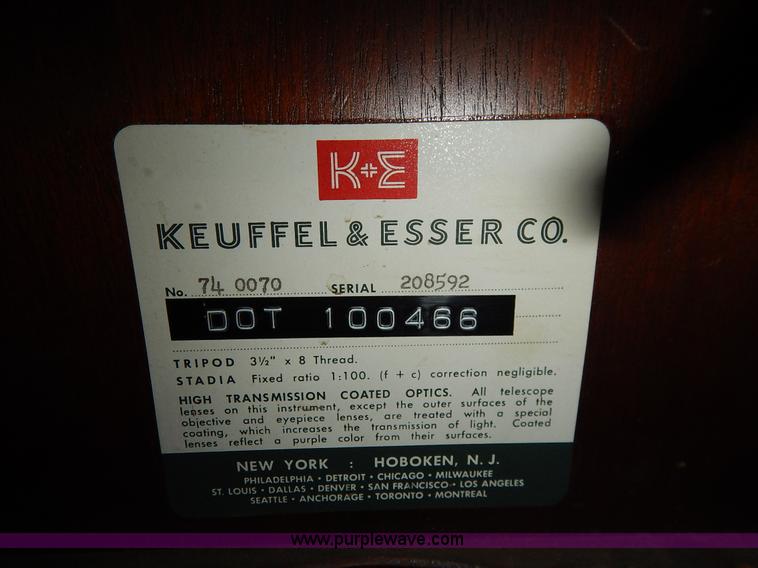 K+E
KEUFFEL & ESSER CO.
No. 74 0070 SERIAL 208592
DOT 100466
TRIPOD 3½" x 8 Thread.
STADIA Fixed ratio 1:100. (f + c) correction negligible.
HIGH TRANSMISSION COATED OPTICS. All telescope
lenses on this instrument, except the outer surfaces of the
objective and eyepiece lenses, are treated with a special
coating, which increases the transmission of light. Coated
lenses reflect a purple color from their surfaces.
NEW YORK : HOBOKEN, N. J.
PHILADELPHIA • DETROIT • CHICAGO • MILWAUKEE
ST. LOUIS • DALLAS • DENVER • SAN FRANCISCO • LOS ANGELES
SEATTLE • ANCHORAGE • TORONTO • MONTREAL
www.purplewave.com